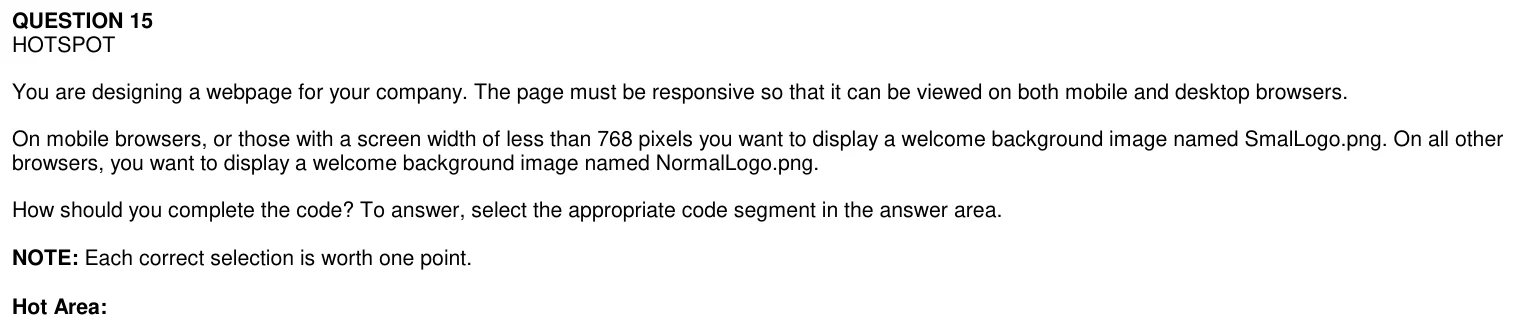 QUESTION 15
HOTSPOT
You are designing a webpage for your company. The page must be responsive so that it can be viewed on both mobile and desktop browsers.
On mobile browsers, or those with a screen width of less than 768 pixels you want to display a welcome background image named SmalLogo.png. On all other
browsers, you want to display a welcome background image named NormalLogo.png.
How should you complete the code? To answer, select the appropriate code segment in the answer area.
NOTE: Each correct selection is worth one point.
Hot Area: